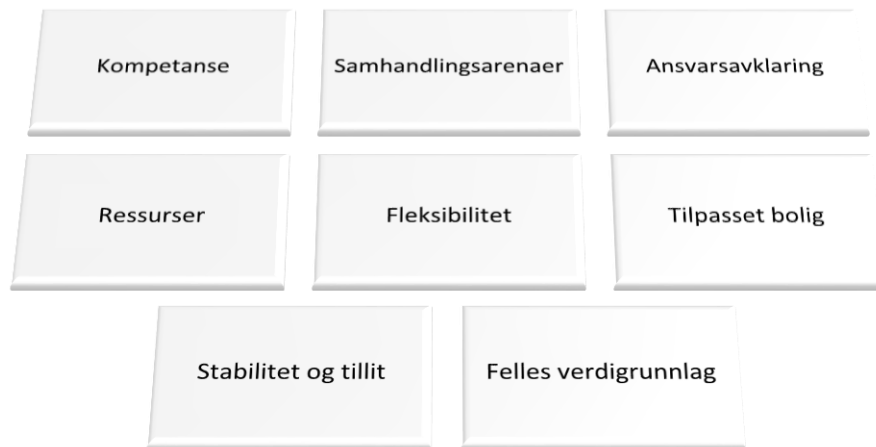 Kompetanse
Samhandlingsarenaer
Ansvarsavklaring
Ressurser
Fleksibilitet
Tilpasset bolig
Stabilitet og tillit
Felles verdigrunnlag